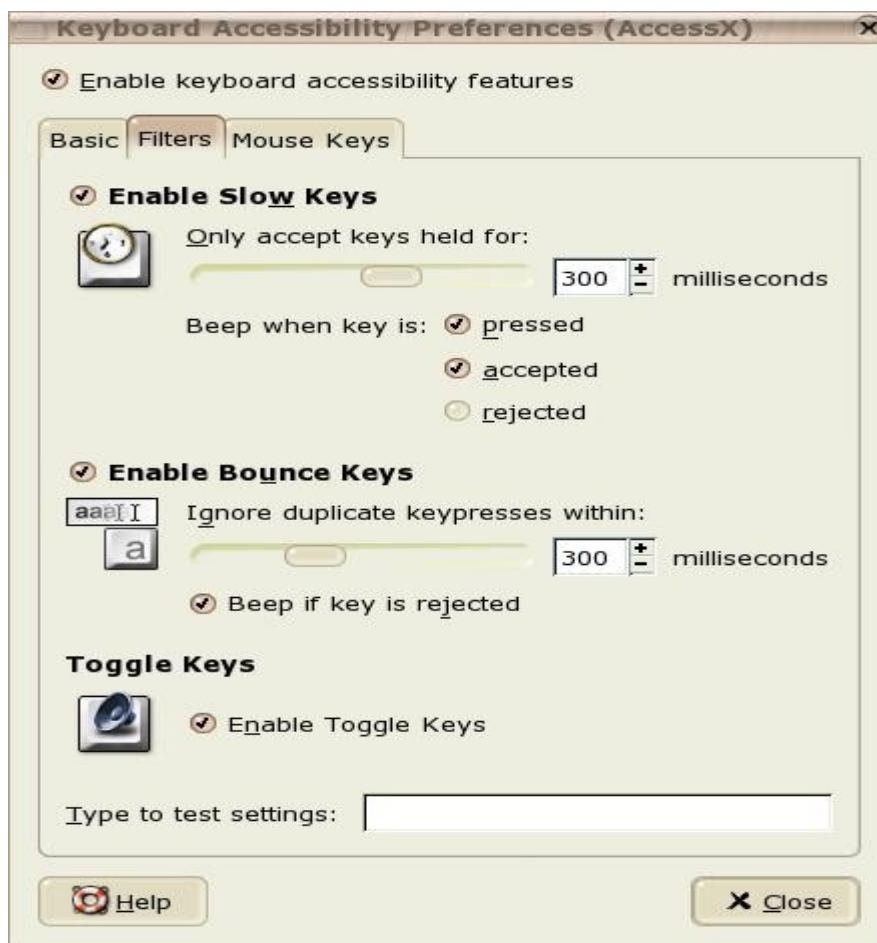 Keyboard Accessibility Preferences (AccessX)
Enable keyboard accessibility features
Basic Filters Mouse Keys
Enable Slow Keys
Only accept keys held for:
300 milliseconds
Beep when key is: pressed
accepted
rejected
Enable Bounce Keys
aaa Ignore duplicate keypresses within:
a 300 milliseconds
Beep if key is rejected
Toggle Keys
Enable Toggle Keys
Type to test settings:
Help Close